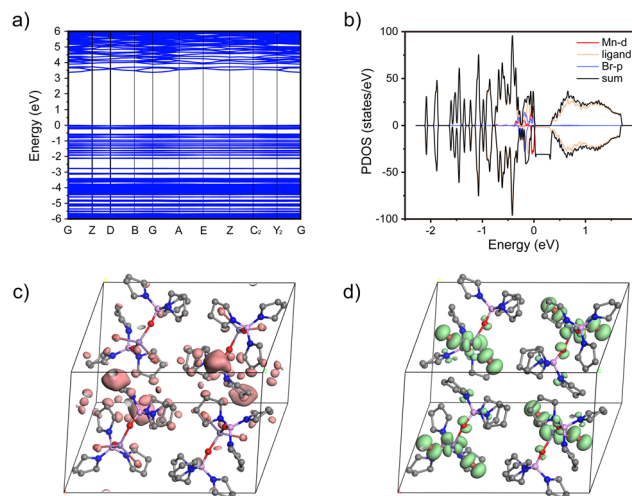 a)
6
5
4
3
2
1
0
-1
-2
-3
-4
-5
-6
Energy (eV)
G Z D B G A E Z C₂ Y₂ G
b)
Mn-d
ligand
Br-p
sum
100
50
0
-50
-100
PDOS (states/eV)
-2 -1 0 1 2
Energy (eV)
c)
d)